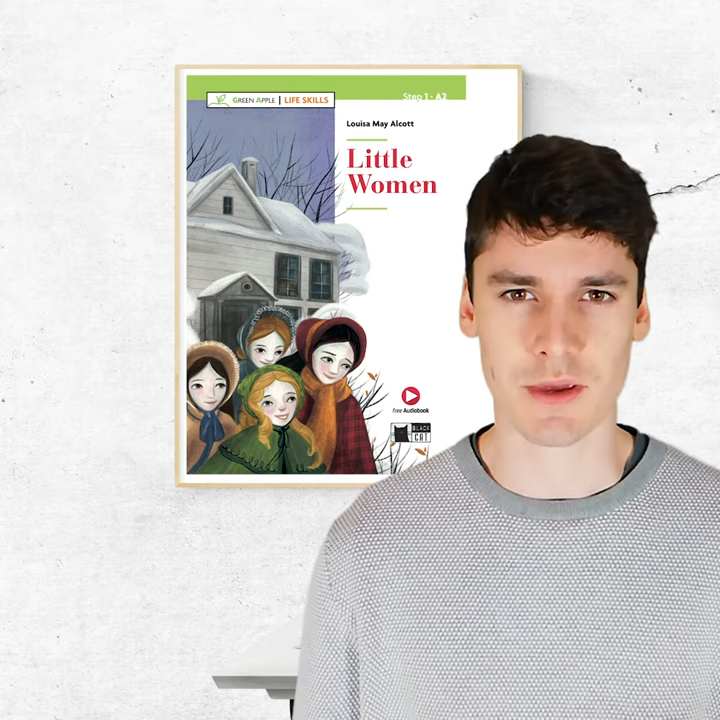 GREEN APPLE | LIFE SKILLS
Step 1 · A2
Louisa May Alcott
Little
Women
free Audiobook
BLACK
CAT